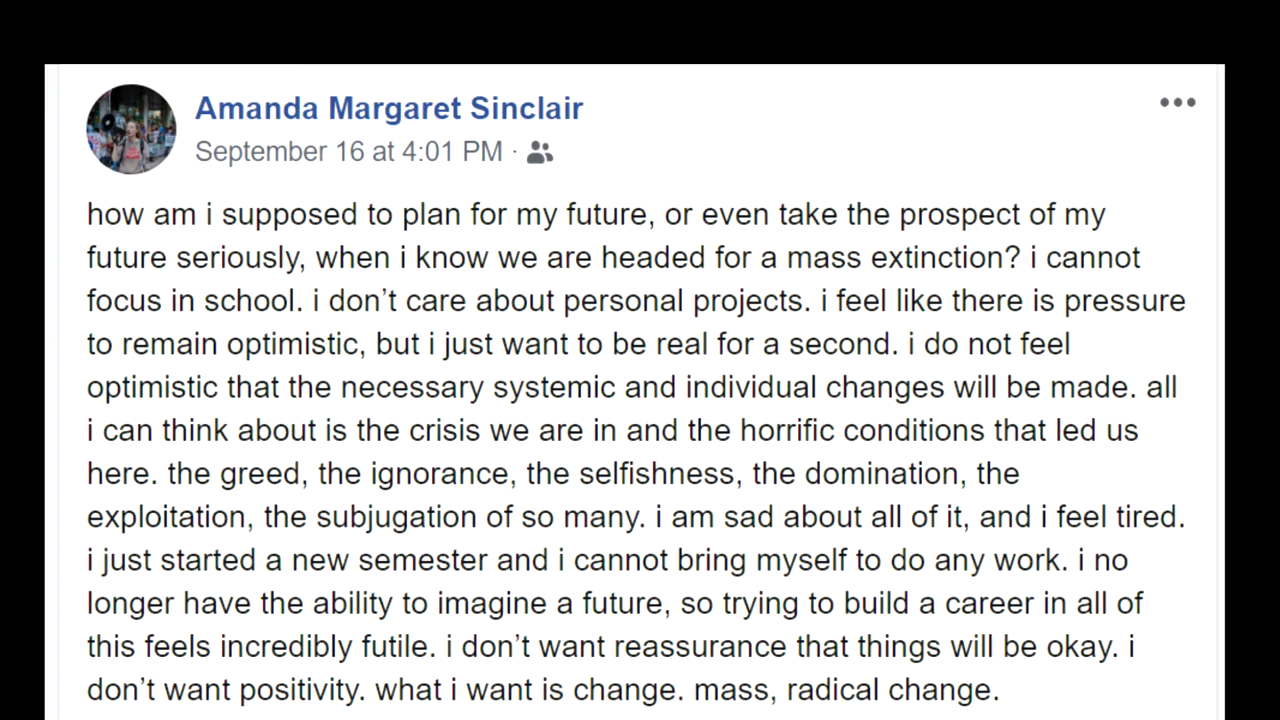 Amanda Margaret Sinclair
September 16 at 4:01 PM ·
how am i supposed to plan for my future, or even take the prospect of my
future seriously, when i know we are headed for a mass extinction? i cannot
focus in school. i don’t care about personal projects. i feel like there is pressure
to remain optimistic, but i just want to be real for a second. i do not feel
optimistic that the necessary systemic and individual changes will be made. all
i can think about is the crisis we are in and the horrific conditions that led us
here. the greed, the ignorance, the selfishness, the domination, the
exploitation, the subjugation of so many. i am sad about all of it, and i feel tired.
i just started a new semester and i cannot bring myself to do any work. i no
longer have the ability to imagine a future, so trying to build a career in all of
this feels incredibly futile. i don’t want reassurance that things will be okay. i
don’t want positivity. what i want is change. mass, radical change.